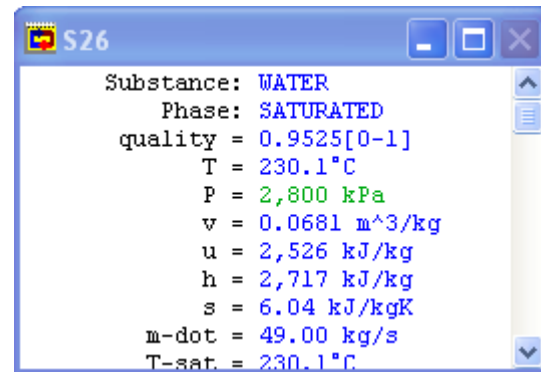 S26
Substance: WATER
Phase: SATURATED
quality = 0.9525[0-1]
T = 230.1°C
P = 2,800 kPa
v = 0.0681 m^3/kg
u = 2,526 kJ/kg
h = 2,717 kJ/kg
s = 6.04 kJ/kgK
m-dot = 49.00 kg/s
T-sat = 230.1°C